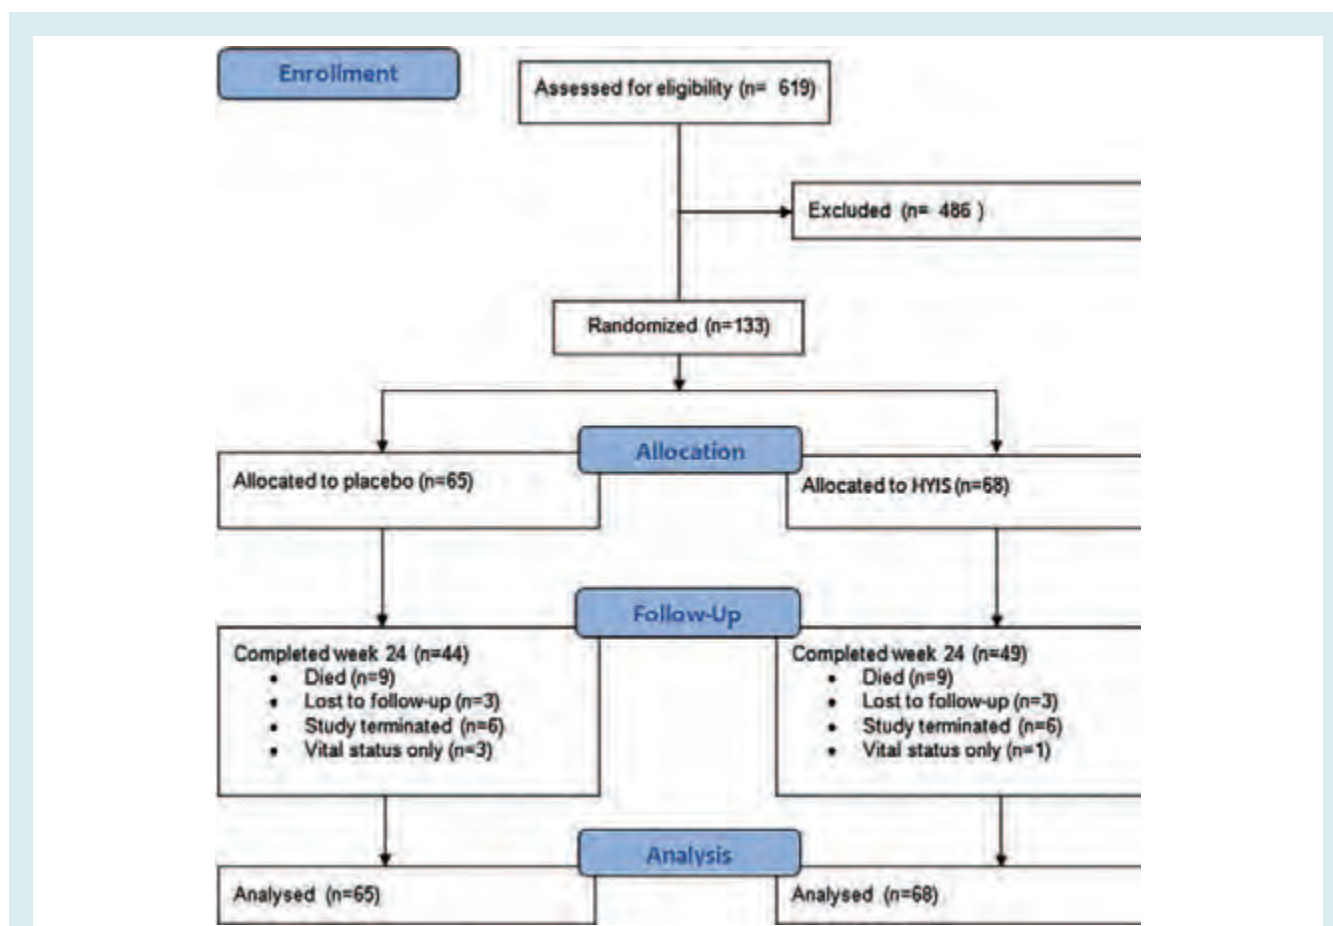 Enrollment
Assessed for eligibility (n= 619)
Excluded (n= 486 )
Randomized (n=133)
Allocation
Allocated to placebo (n=65)
Allocated to HYIS (n=68)
Follow-Up
Completed week 24 (n=44)
• Died (n=9)
• Lost to follow-up (n=3)
• Study terminated (n=6)
• Vital status only (n=3)
Completed week 24 (n=49)
• Died (n=9)
• Lost to follow-up (n=3)
• Study terminated (n=6)
• Vital status only (n=1)
Analysis
Analysed (n=65)
Analysed (n=68)